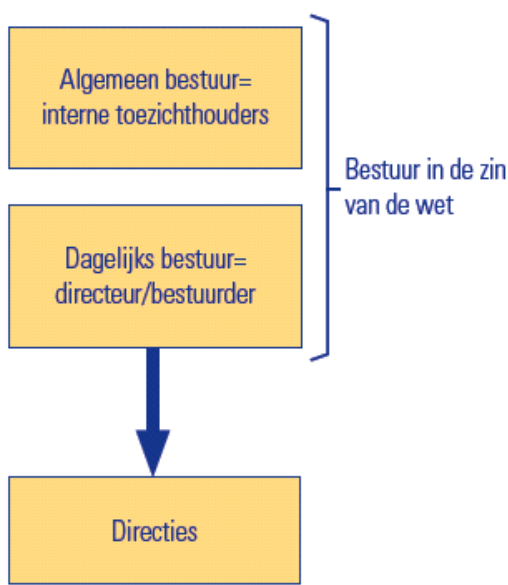 Algemeen bestuur=
interne toezichthouders
Bestuur in de zin
van de wet
Dagelijks bestuur=
directeur/bestuurder
Directies